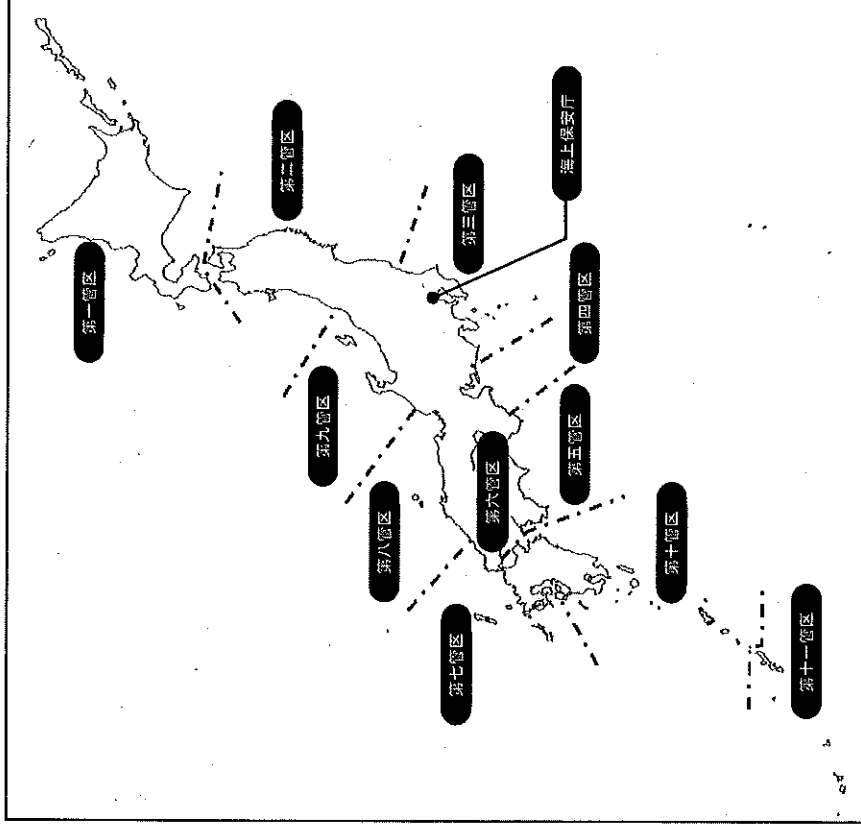 第一管区
第二管区
第三管区
海上保安庁
第四管区
第五管区
第六管区
第七管区
第八管区
第九管区
第十管区
第十一管区